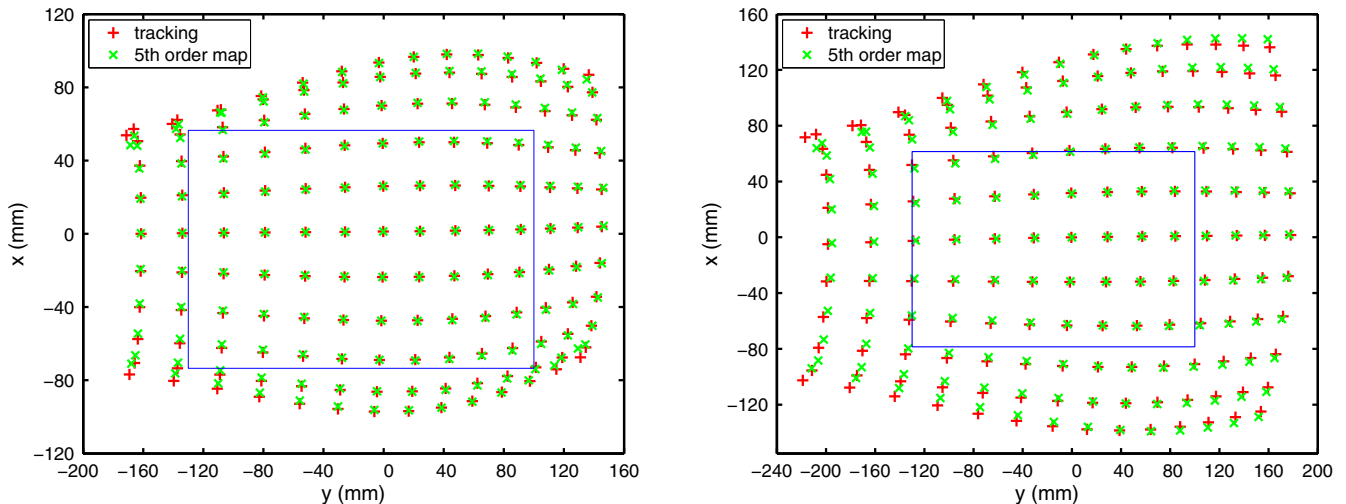 tracking
5th order map
120
80
40
0
−40
−80
−120
x (mm)
−200 −160 −120 −80 −40 0 40 80 120 160
y (mm)
tracking
5th order map
160
120
80
40
0
−40
−80
−120
x (mm)
−240 −200 −160 −120 −80 −40 0 40 80 120 160 200
y (mm)